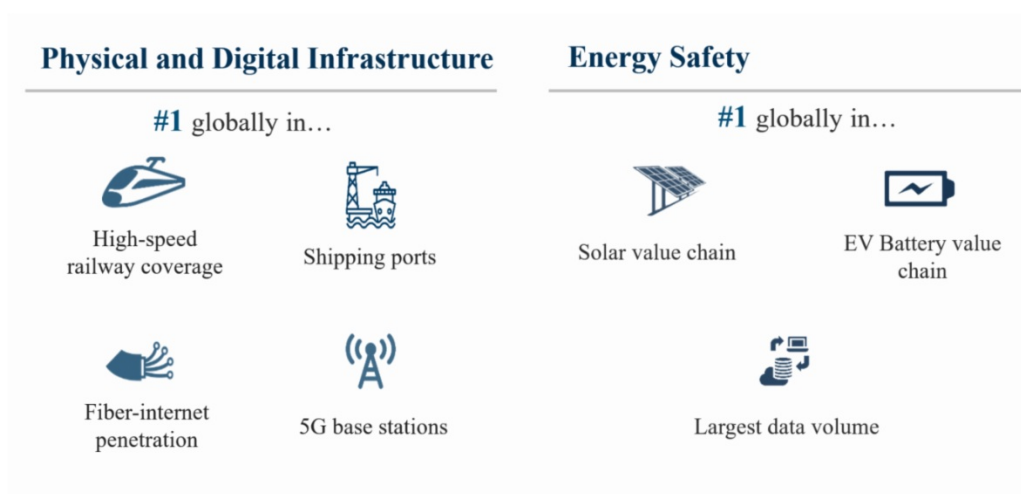 Physical and Digital Infrastructure
#1 globally in…
High-speed
railway coverage
Shipping ports
Fiber-internet
penetration
5G base stations
Energy Safety
#1 globally in…
Solar value chain
EV Battery value
chain
Largest data volume